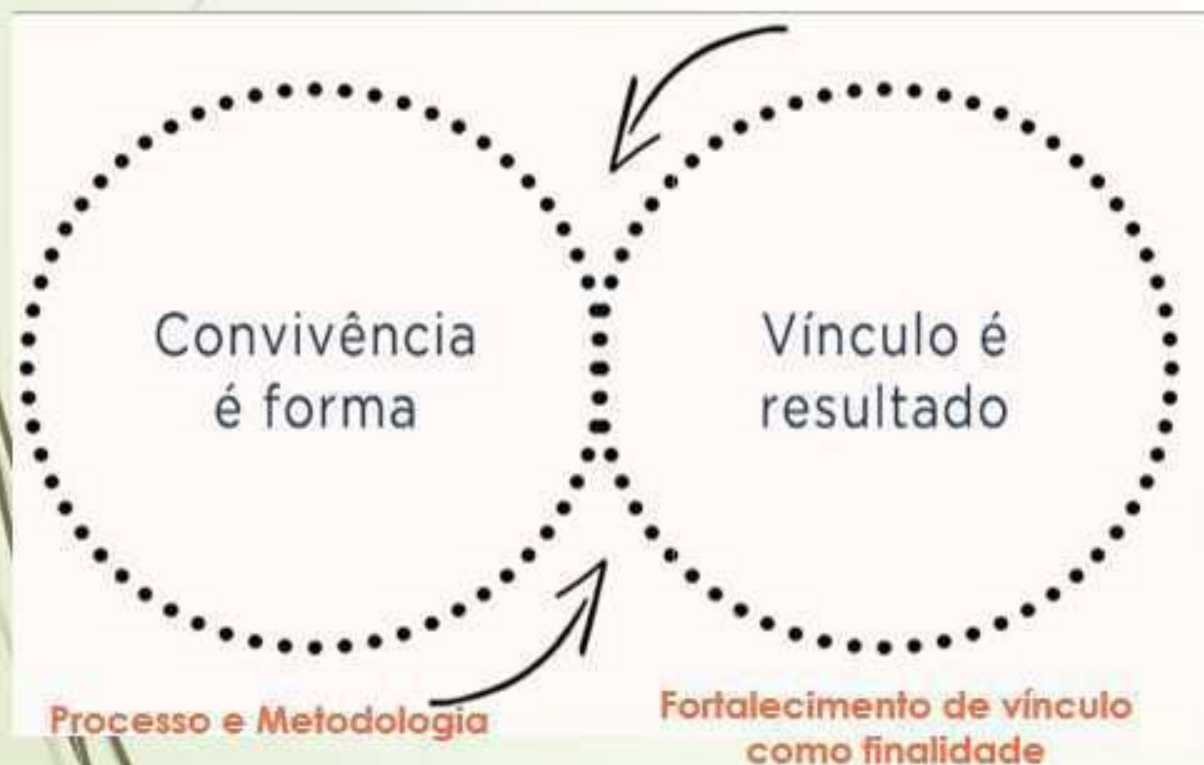 Convivência
é forma
Vínculo é
resultado
Processo e Metodologia
Fortalecimento de vínculo
como finalidade